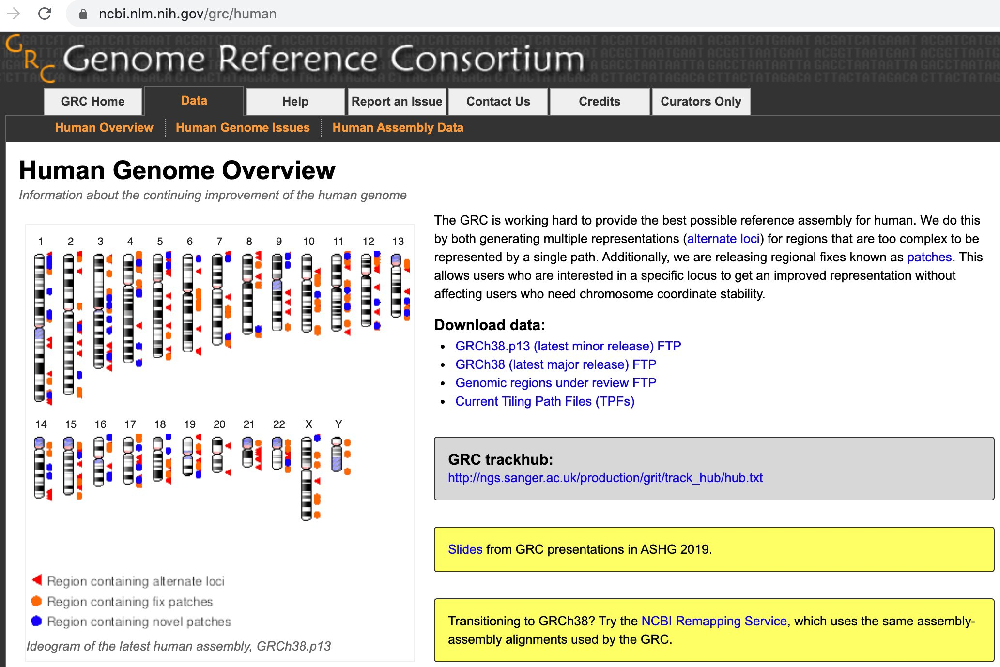 ncbi.nlm.nih.gov/grc/human
GRC Genome Reference Consortium
GRC Home Data Help Report an Issue Contact Us Credits Curators Only
Human Overview Human Genome Issues Human Assembly Data
Human Genome Overview
Information about the continuing improvement of the human genome
1 2 3 4 5 6 7 8 9 10 11 12 13
14 15 16 17 18 19 20 21 22 X Y
Region containing alternate loci
Region containing fix patches
Region containing novel patches
Ideogram of the latest human assembly, GRCh38.p13
The GRC is working hard to provide the best possible reference assembly for human. We do this
by both generating multiple representations (alternate loci) for regions that are too complex to be
represented by a single path. Additionally, we are releasing regional fixes known as patches. This
allows users who are interested in a specific locus to get an improved representation without
affecting users who need chromosome coordinate stability.
Download data:
• GRCh38.p13 (latest minor release) FTP
• GRCh38 (latest major release) FTP
• Genomic regions under review FTP
• Current Tiling Path Files (TPFs)
GRC trackhub:
http://ngs.sanger.ac.uk/production/grit/track_hub/hub.txt
Slides from GRC presentations in ASHG 2019.
Transitioning to GRCh38? Try the NCBI Remapping Service, which uses the same assembly-
assembly alignments used by the GRC.